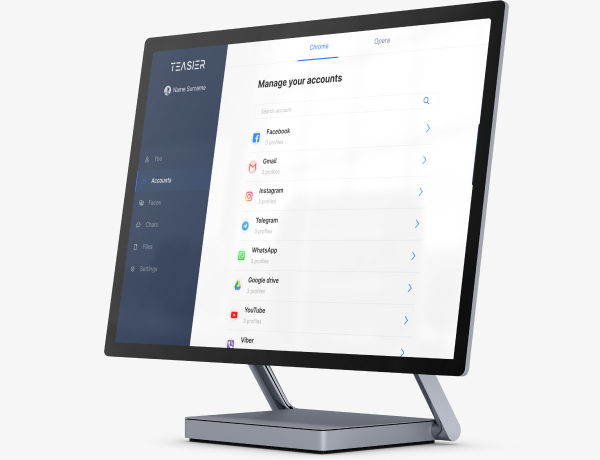 TEASIER
Name Surname
You
Accounts
Faces
Chats
Files
Settings
Chrome
Opera
Manage your accounts
Search account
Facebook
3 profiles
Gmail
3 profiles
Instagram
3 profiles
Telegram
3 profiles
WhatsApp
3 profiles
Google drive
3 profiles
YouTube
3 profiles
Viber